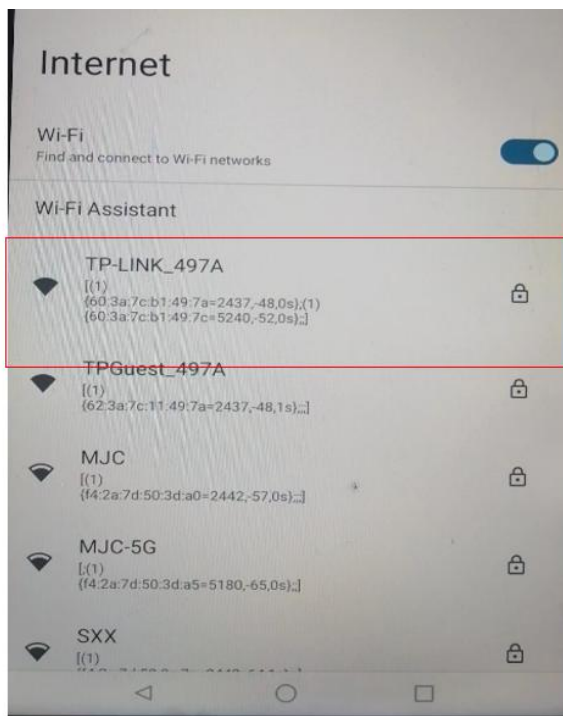 Internet
Wi-Fi
Find and connect to Wi-Fi networks
Wi-Fi Assistant
TP-LINK_497A
[(1)
{60:3a:7c:b1:49:7a=2437,-48,0s};(1)
{60:3a:7c:b1:49:7c=5240,-52,0s};;]
TPGuest_497A
[(1)
{62:3a:7c:11:49:7a=2437,-48,1s};;;]
MJC
[(1)
{f4:2a:7d:50:3d:a0=2442,-57,0s};;;]
MJC-5G
[;(1)
{f4:2a:7d:50:3d:a5=5180,-65,0s};;]
SXX
[(1)